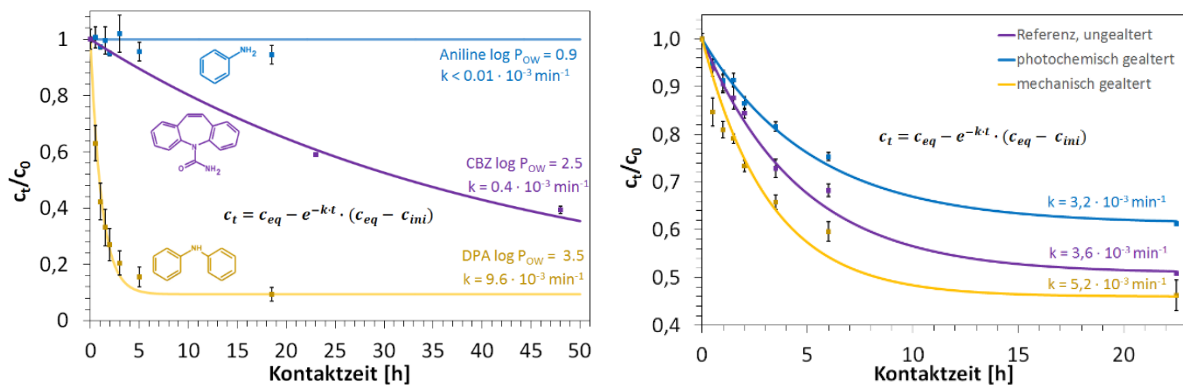 1
0,8
0,6
0,4
0,2
0
0
10
20
30
40
50
c_t/c_0
Kontaktzeit [h]
NH₂
Aniline log P_OW = 0.9
k < 0.01 · 10⁻³ min⁻¹
N
O
NH₂
CBZ log P_OW = 2.5
k = 0.4 · 10⁻³ min⁻¹
c_t = c_eq − e^(−k·t) · (c_eq − c_ini)
NH
DPA log P_OW = 3.5
k = 9.6 · 10⁻³ min⁻¹
1,0
0,9
0,8
0,7
0,6
0,5
0,4
0
5
10
15
20
c_t/c_0
Kontaktzeit [h]
Referenz, ungealtert
photochemisch gealtert
mechanisch gealtert
c_t = c_eq − e^(−k·t) · (c_eq − c_ini)
k = 3,2 · 10⁻³ min⁻¹
k = 3,6 · 10⁻³ min⁻¹
k = 5,2 · 10⁻³ min⁻¹